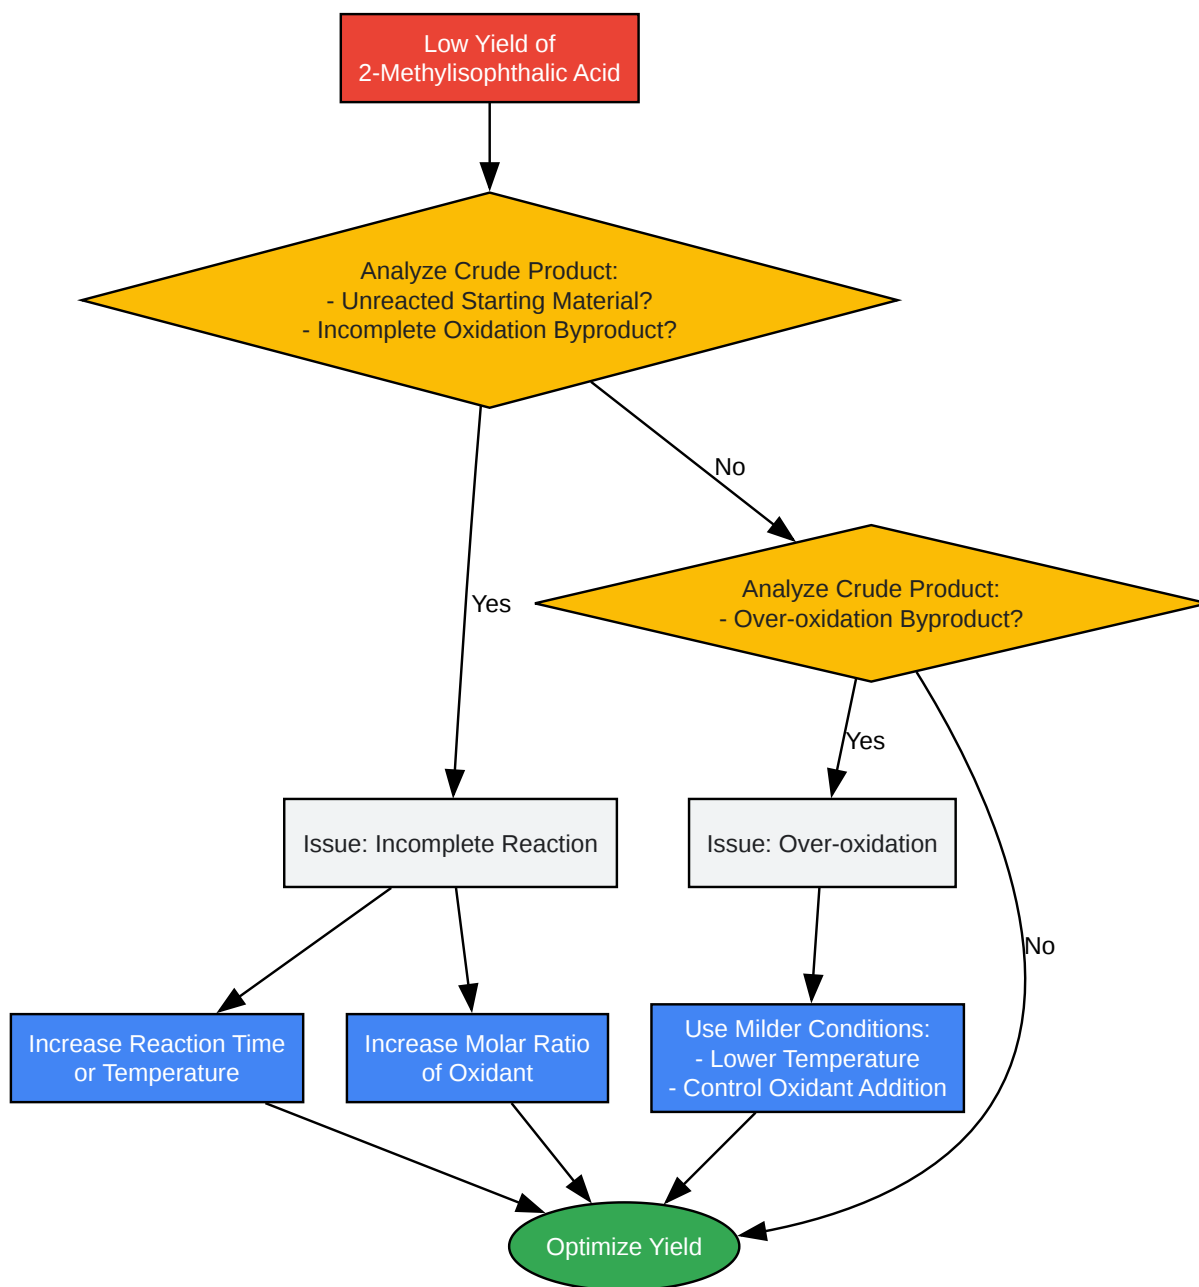 Low Yield of
2-Methylisophthalic Acid
Analyze Crude Product:
- Unreacted Starting Material?
- Incomplete Oxidation Byproduct?
No
Analyze Crude Product:
- Over-oxidation Byproduct?
Yes
Yes
Issue: Incomplete Reaction
Issue: Over-oxidation
No
Increase Reaction Time
or Temperature
Increase Molar Ratio
of Oxidant
Use Milder Conditions:
- Lower Temperature
- Control Oxidant Addition
Optimize Yield